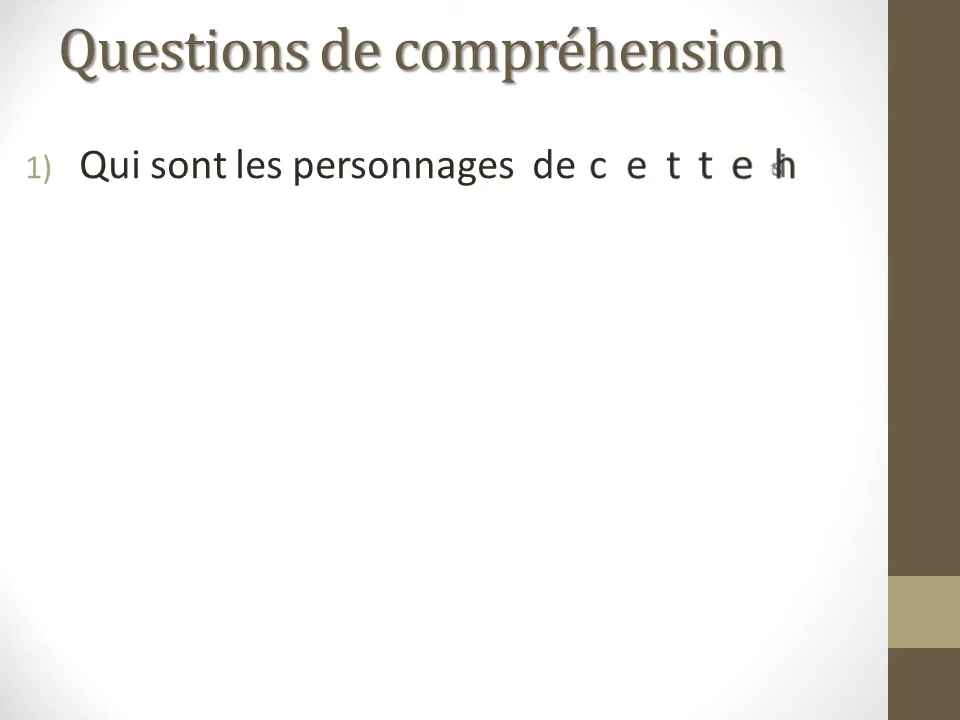 Questions de compréhension
1) Qui sont les personnages de cette